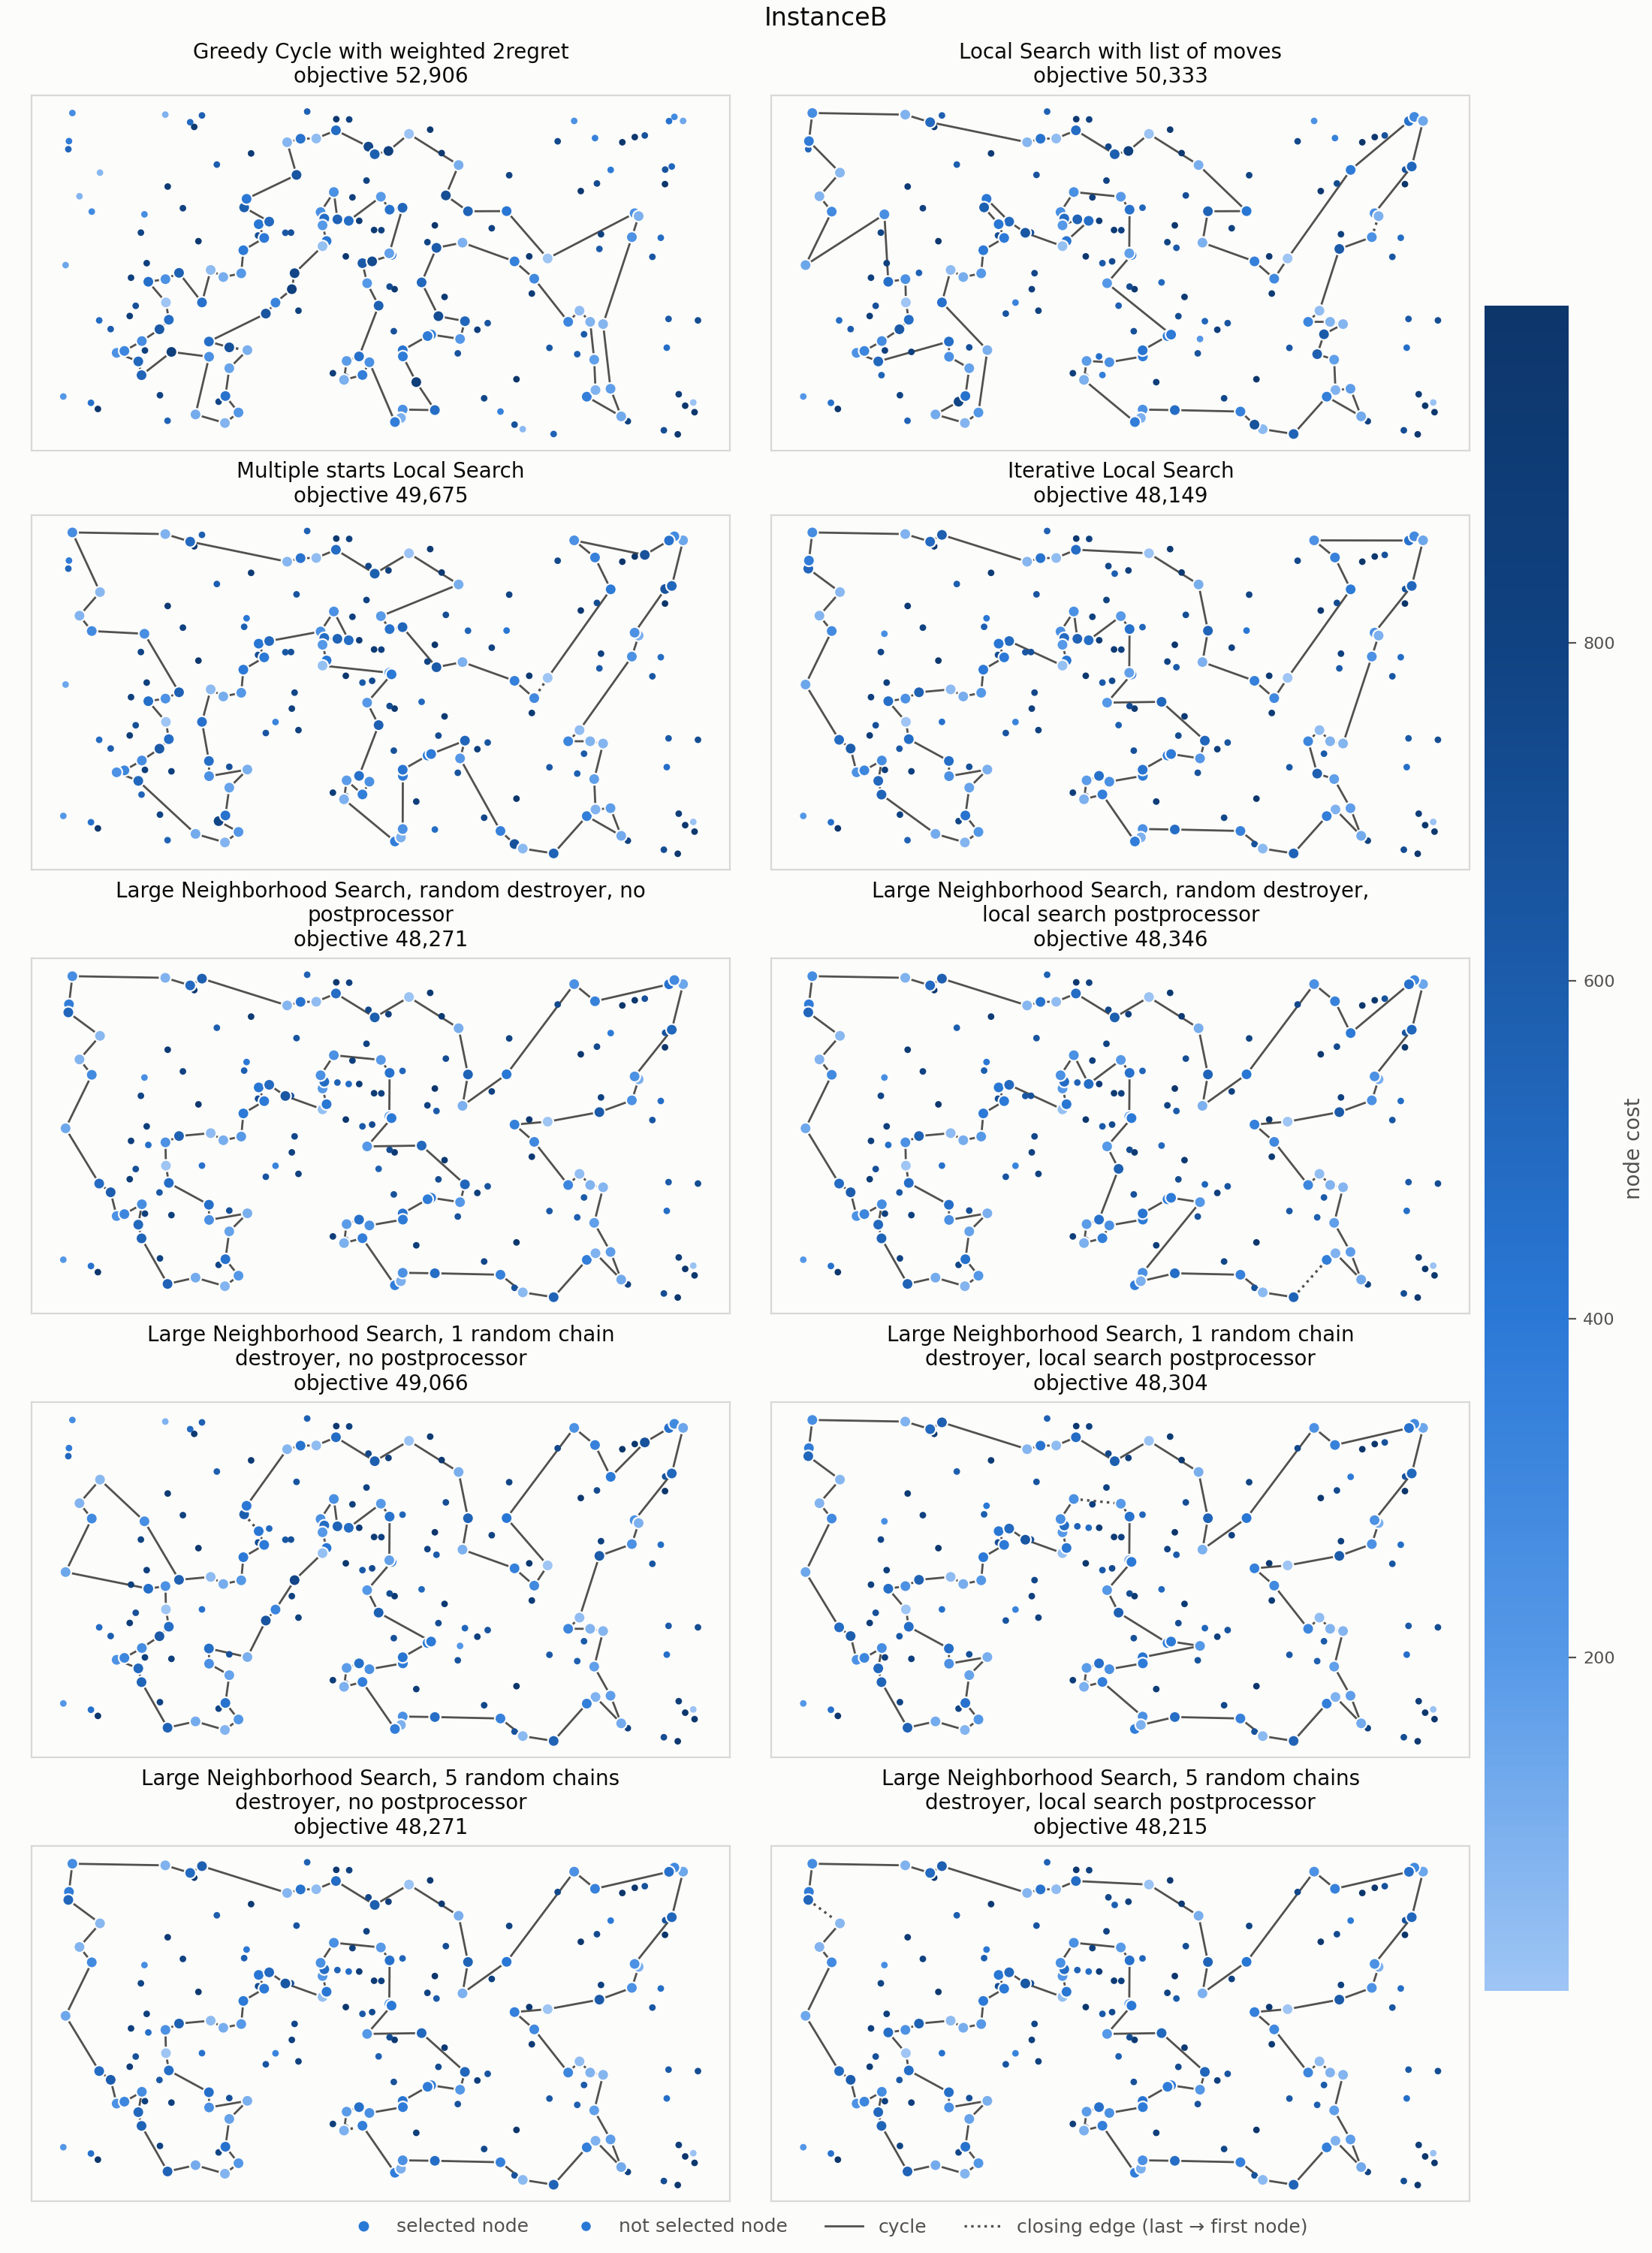 InstanceB
Greedy Cycle with weighted 2regret
objective 52,906
Local Search with list of moves
objective 50,333
Multiple starts Local Search
objective 49,675
Iterative Local Search
objective 48,149
Large Neighborhood Search, random destroyer, no
postprocessor
objective 48,271
Large Neighborhood Search, random destroyer,
local search postprocessor
objective 48,346
Large Neighborhood Search, 1 random chain
destroyer, no postprocessor
objective 49,066
Large Neighborhood Search, 1 random chain
destroyer, local search postprocessor
objective 48,304
Large Neighborhood Search, 5 random chains
destroyer, no postprocessor
objective 48,271
Large Neighborhood Search, 5 random chains
destroyer, local search postprocessor
objective 48,215
800
600
400
200
node cost
selected node
not selected node
cycle
closing edge (last → first node)